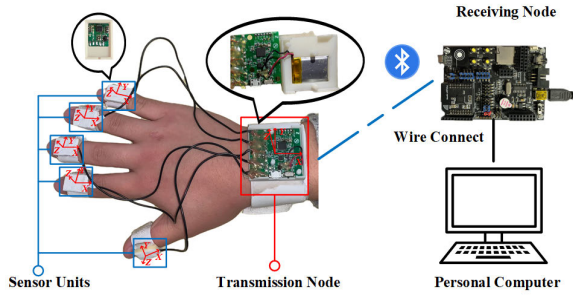 Receiving Node
Wire Connect
Sensor Units
Transmission Node
Personal Computer